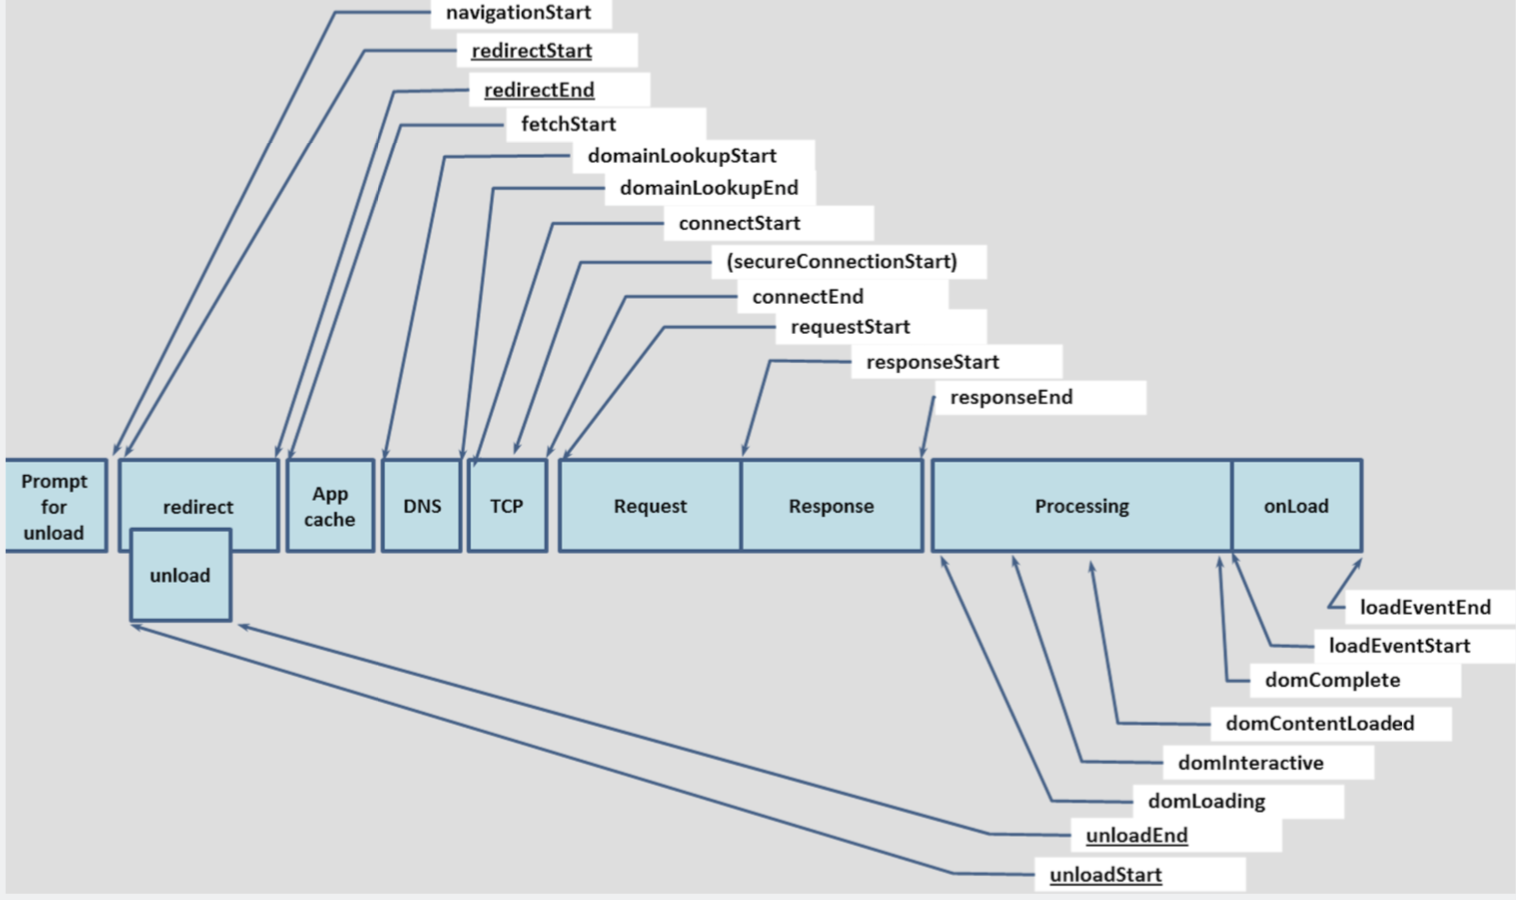 navigationStart
redirectStart
redirectEnd
fetchStart
domainLookupStart
domainLookupEnd
connectStart
(secureConnectionStart)
connectEnd
requestStart
responseStart
responseEnd
Prompt
for
unload
redirect
unload
App
cache
DNS
TCP
Request
Response
Processing
onLoad
loadEventEnd
loadEventStart
domComplete
domContentLoaded
domInteractive
domLoading
unloadEnd
unloadStart